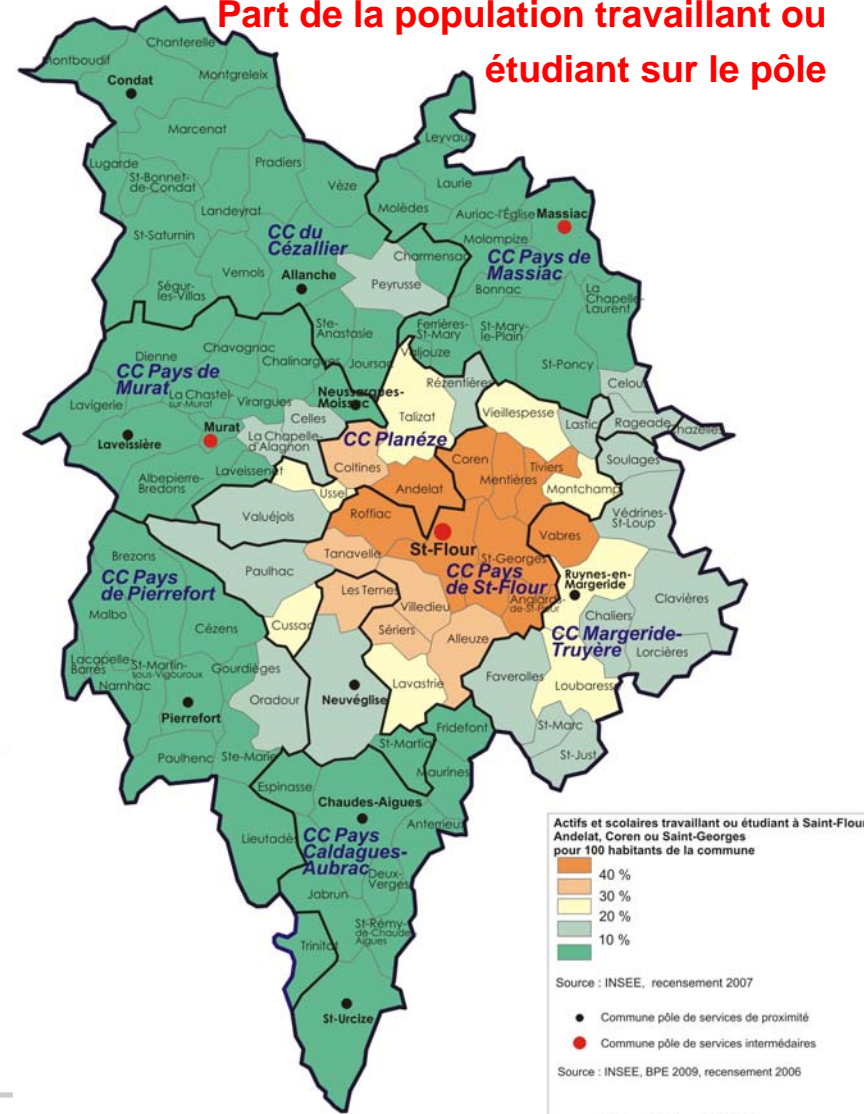 Part de la population travaillant ou
étudiant sur le pôle
Chanterelle
Montboudif
Montgreleix
Condat
Marcenat
Leyvaux
Lugarde
Pradiers
St-Bonnet-
de-Condat
Vèze
Laurie
Landeyrat
Molèdes
Auriac-l'Église
Massiac
St-Saturnin
CC du
Cézallier
Molompize
Charmensac
CC Pays de
Massiac
Vernols
Allanche
Peyrusse
Bonnac
La
Chapelle-
Laurent
Ségur-
les-Villas
Ste-
Anastasie
Ferrières-
St-Mary
St-Mary-
le-Plain
Chavagnac
Dienne
Chalinargues
Joursac
Valjouze
St-Poncy
CC Pays de
Murat
Rézentières
Celoux
La Chastel-
sur-Murat
Virargues
Neussargues-
Moissac
Lavigerie
Talizat
Vieillespesse
Celles
Lastic
Rageade
Chazelles
Murat
La Chapelle-
d'Alagnon
CC Planéze
Laveissière
Coren
Soulages
Laveissenet
Coltines
Tiviers
Albepierre-
Bredons
Mentières
Andelat
Montchamp
Ussel
Valuéjols
Roffiac
Védrines-
St-Loup
Vabres
St-Flour
Tanavelle
Brezons
St-Georges
CC Pays
de St-Flour
Paulhac
Ruynes-en-
Margeride
CC Pays
de Pierrefort
Les Ternes
Anglards-
de-St-Flour
Clavières
Villedieu
Malbo
Chaliers
Cézens
Cussac
Sériers
Alleuze
CC Margeride-
Truyère
Lorcières
Lacapelle-
Barrès
St-Martin-
sous-Vigouroux
Gourdièges
Faverolles
Narnhac
Lavastrie
Loubaresse
Oradour
Neuvéglise
Pierrefort
Fridefont
St-Marc
St-Martial
Paulhenc
Ste-Marie
St-Just
Maurines
Espinasse
Chaudes-Aigues
Anterrieux
Lieutadès
CC Pays
Caldagues-
Aubrac
Deux-
Verges
Jabrun
St-Rémy-
de-Chaudes-
Aigues
Trinitat
St-Urcize
Actifs et scolaires travaillant ou étudiant à Saint-Flour
Andelat, Coren ou Saint-Georges
pour 100 habitants de la commune
40 %
30 %
20 %
10 %
Source : INSEE, recensement 2007
Commune pôle de services de proximité
Commune pôle de services intermédaires
Source : INSEE, BPE 2009, recensement 2006